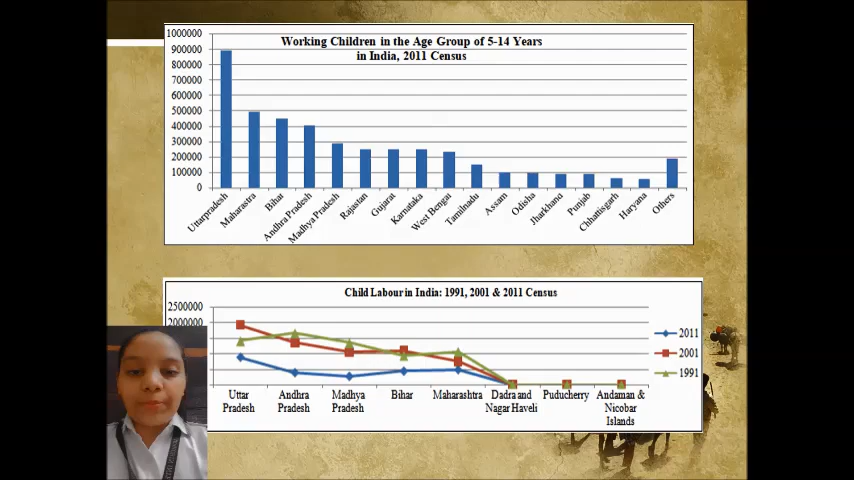 Working Children in the Age Group of 5-14 Years
in India, 2011 Census
1000000
900000
800000
700000
600000
500000
400000
300000
200000
100000
0
Uttarpradesh
Maharastra
Bihar
Andhra Pradesh
Madhya Pradesh
Rajastan
Gujarat
Karnataka
West Bengal
Tamilnadu
Assam
Odisha
Jharkhand
Punjab
Chhattisgarh
Haryana
Others
Child Labour in India: 1991, 2001 & 2011 Census
2500000
2000000
2011
2001
1991
Uttar Pradesh
Andhra Pradesh
Madhya Pradesh
Bihar
Maharashtra
Dadra and Nagar Haveli
Puducherry
Andaman & Nicobar Islands